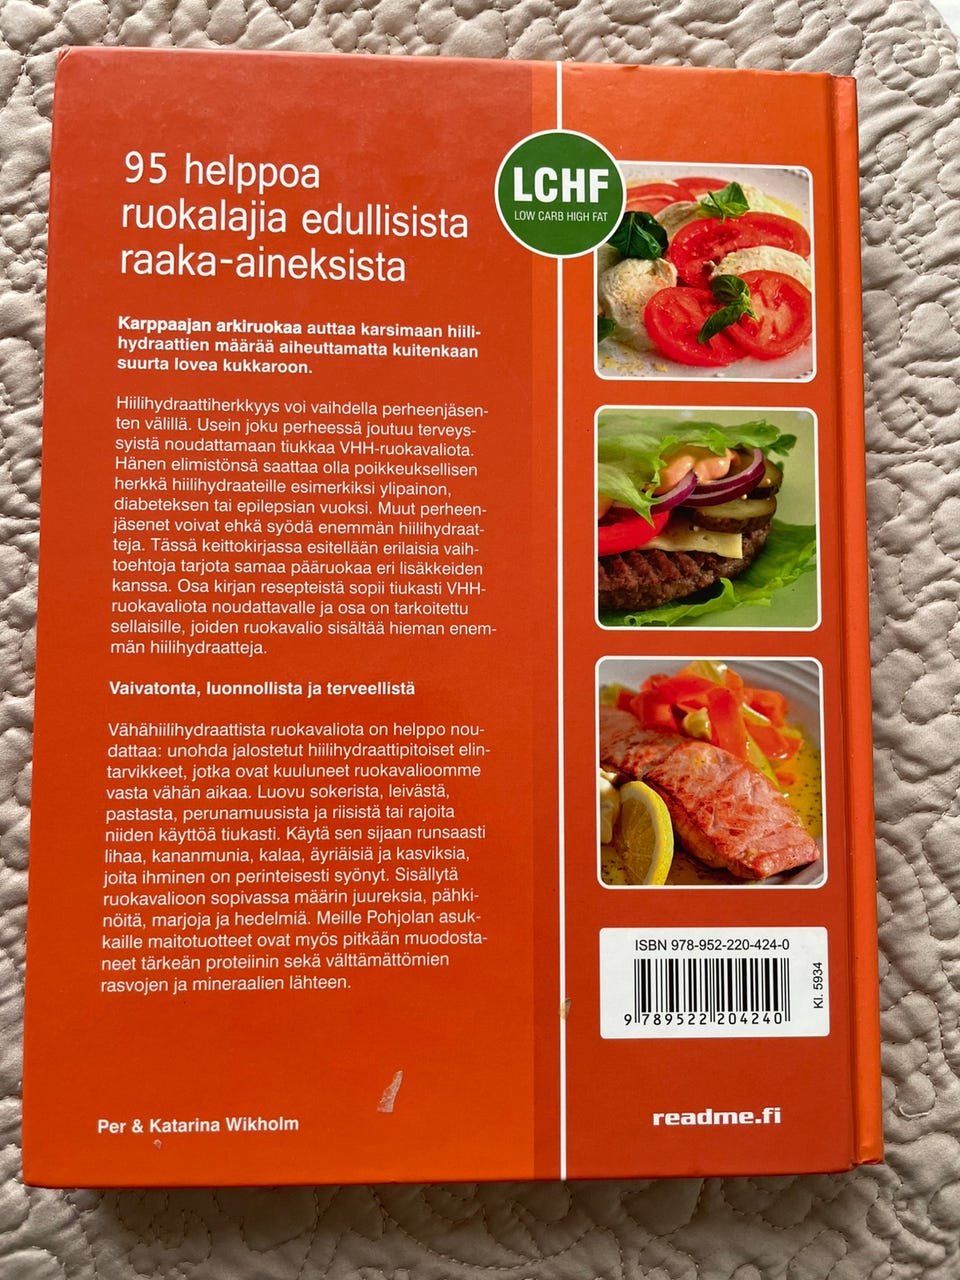 95 helppoa
ruokalajia edullisista
raaka-aineksista
LCHF
LOW CARB HIGH FAT
Karppaajan arkiruokaa auttaa karsimaan hiili-
hydraattien määrää aiheuttamatta kuitenkaan
suurta lovea kukkaroon.
Hiilihydraattiherkkyys voi vaihdella perheenjäsen-
ten välillä. Usein joku perheessä joutuu terveys-
syistä noudattamaan tiukkaa VHH-ruokavaliota.
Hänen elimistönsä saattaa olla poikkeuksellisen
herkkä hiilihydraateille esimerkiksi ylipainon,
diabeteksen tai epilepsian vuoksi. Muut perheen-
jäsenet voivat ehkä syödä enemmän hiilihydraat-
teja. Tässä keittokirjassa esitellään erilaisia vaih-
toehtoja tarjota samaa pääruokaa eri lisäkkeiden
kanssa. Osa kirjan resepteistä sopii tiukasti VHH-
ruokavaliota noudattavalle ja osa on tarkoitettu
sellaisille, joiden ruokavalio sisältää hieman enem-
män hiilihydraatteja.
Vaivatonta, luonnollista ja terveellistä
Vähähiilihydraattista ruokavaliota on helppo nou-
dattaa: unohda jalostetut hiilihydraattipitoiset elin-
tarvikkeet, jotka ovat kuuluneet ruokavalioomme
vasta vähän aikaa. Luovu sokerista, leivästä,
pastasta, perunamuusista ja riisistä tai rajoita
niiden käyttöä tiukasti. Käytä sen sijaan runsaasti
lihaa, kananmunia, kalaa, äyriäisiä ja kasviksia,
joita ihminen on perinteisesti syönyt. Sisällytä
ruokavalioon sopivassa määrin juureksia, pähki-
nöitä, marjoja ja hedelmiä. Meille Pohjolan asuk-
kaille maitotuotteet ovat myös pitkään muodosta-
neet tärkeän proteiinin sekä välttämättömien
rasvojen ja mineraalien lähteen.
Per & Katarina Wikholm
ISBN 978-952-220-424-0
9 789522 204240
Kl. 5934
readme.fi